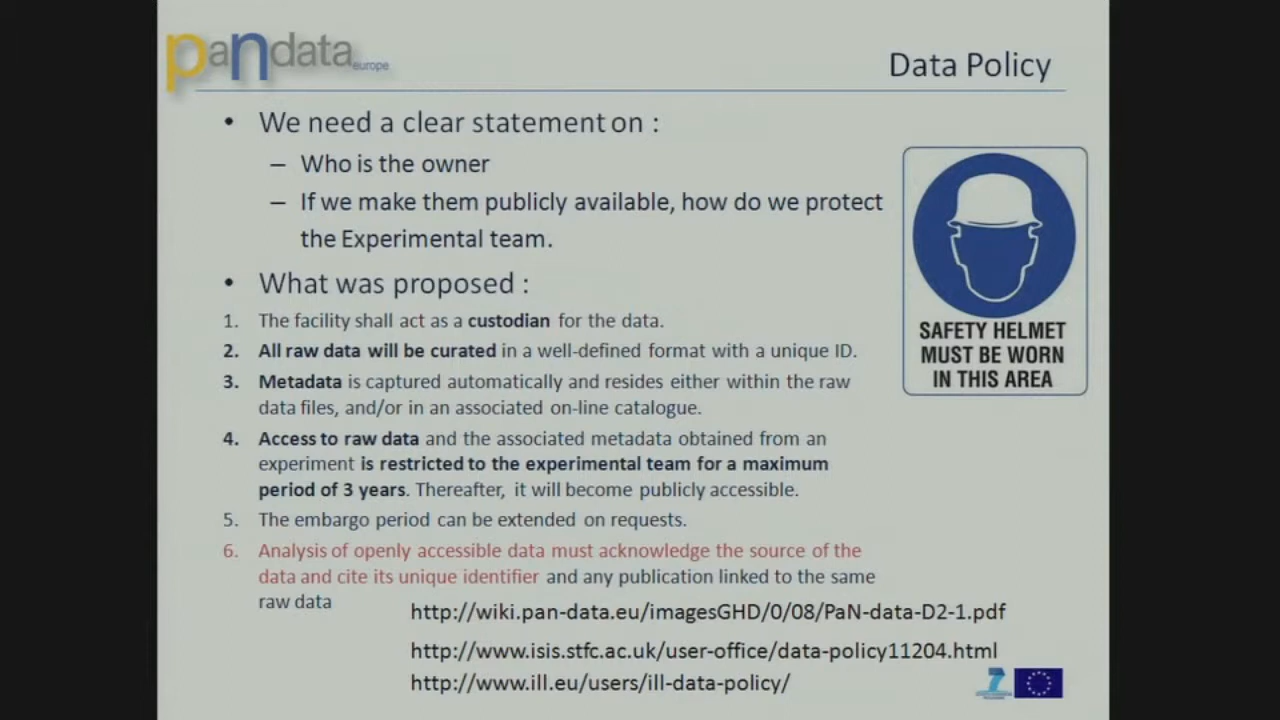 pandata europe
Data Policy
• We need a clear statement on :
– Who is the owner
– If we make them publicly available, how do we protect
the Experimental team.
• What was proposed :
1. The facility shall act as a custodian for the data.
2. All raw data will be curated in a well-defined format with a unique ID.
3. Metadata is captured automatically and resides either within the raw
data files, and/or in an associated on-line catalogue.
4. Access to raw data and the associated metadata obtained from an
experiment is restricted to the experimental team for a maximum
period of 3 years. Thereafter, it will become publicly accessible.
5. The embargo period can be extended on requests.
6. Analysis of openly accessible data must acknowledge the source of the
data and cite its unique identifier and any publication linked to the same
raw data
SAFETY HELMET
MUST BE WORN
IN THIS AREA
http://wiki.pan-data.eu/imagesGHD/0/08/PaN-data-D2-1.pdf
http://www.isis.stfc.ac.uk/user-office/data-policy11204.html
http://www.ill.eu/users/ill-data-policy/